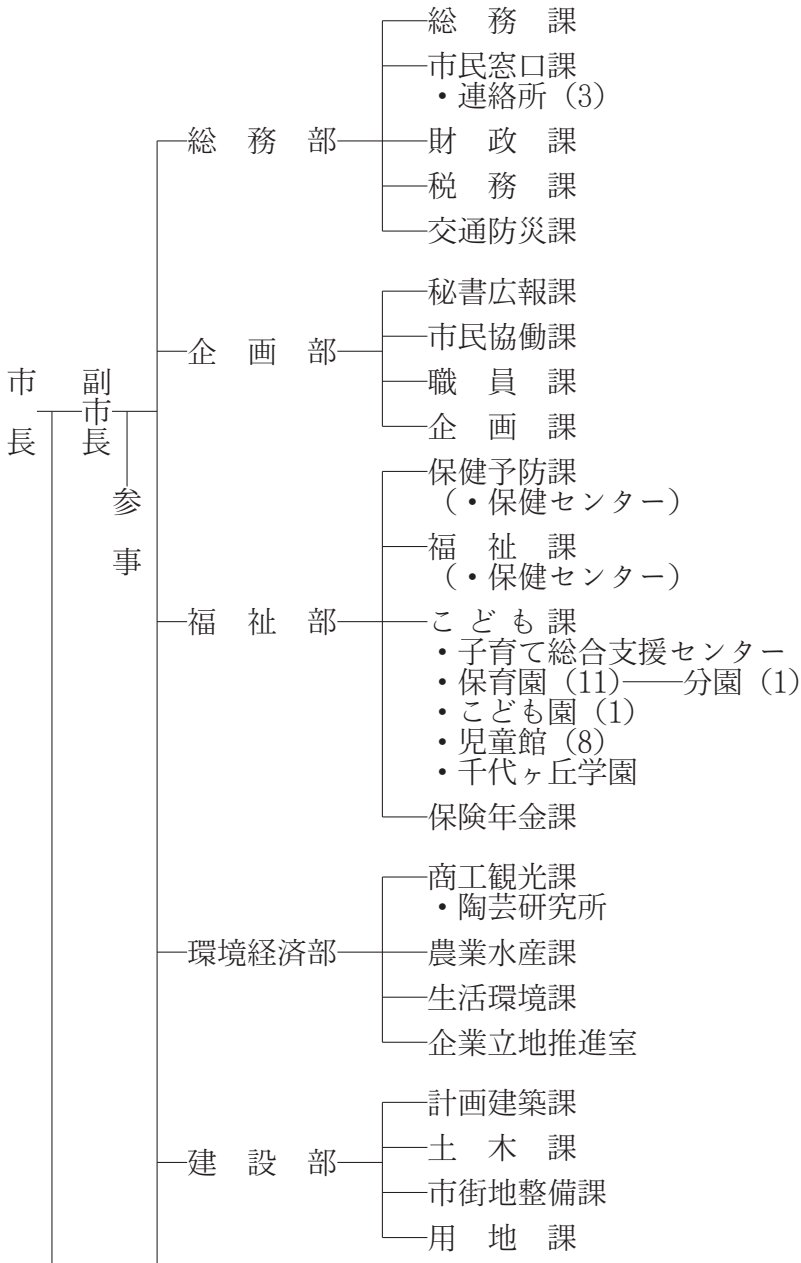 市長
副市長
参事
総務部
総務課
市民窓口課
・連絡所（3）
財政課
税務課
交通防災課
企画部
秘書広報課
市民協働課
職員課
企画課
福祉部
保健予防課
（・保健センター）
福祉課
（・保健センター）
こども課
・子育て総合支援センター
・保育園（11）――分園（1）
・こども園（1）
・児童館（8）
・千代ヶ丘学園
保険年金課
環境経済部
商工観光課
・陶芸研究所
農業水産課
生活環境課
企業立地推進室
建設部
計画建築課
土木課
市街地整備課
用地課